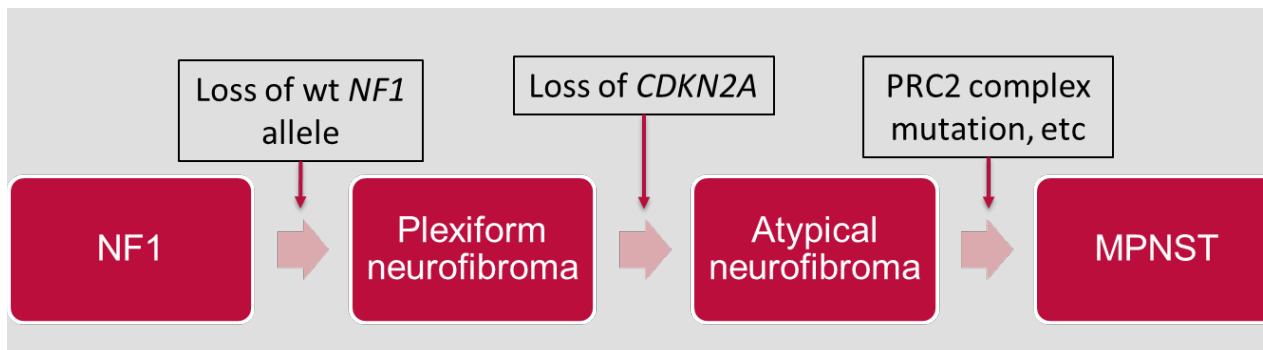 Loss of wt NF1
allele
Loss of CDKN2A
PRC2 complex
mutation, etc
NF1
Plexiform
neurofibroma
Atypical
neurofibroma
MPNST